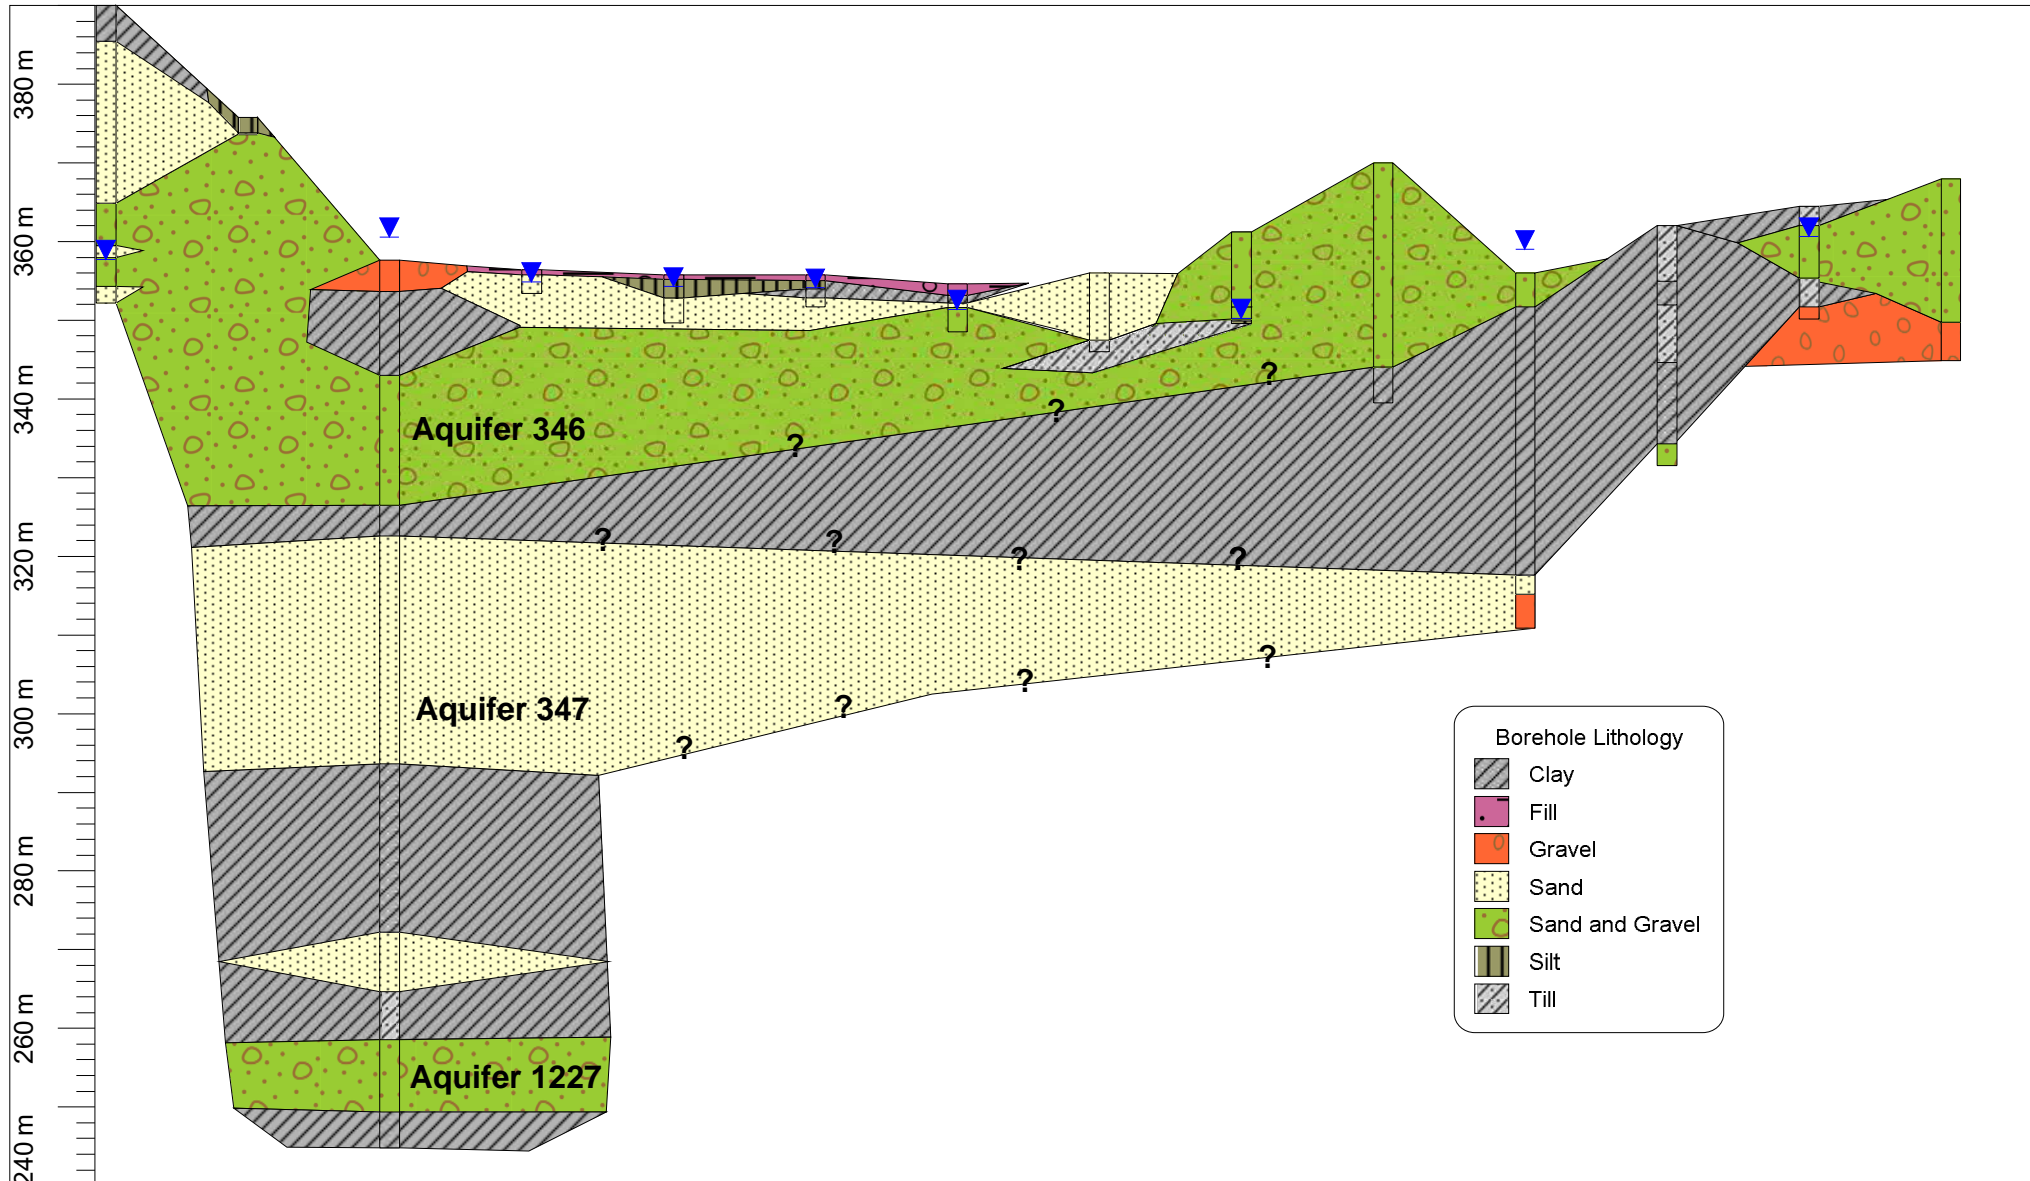 380 m
360 m
340 m
320 m
300 m
280 m
260 m
240 m
?
?
?
Aquifer 346
?
?
?
?
?
Aquifer 347
?
?
?
Aquifer 1227
Borehole Lithology
Clay
Fill
Gravel
Sand
Sand and Gravel
Silt
Till